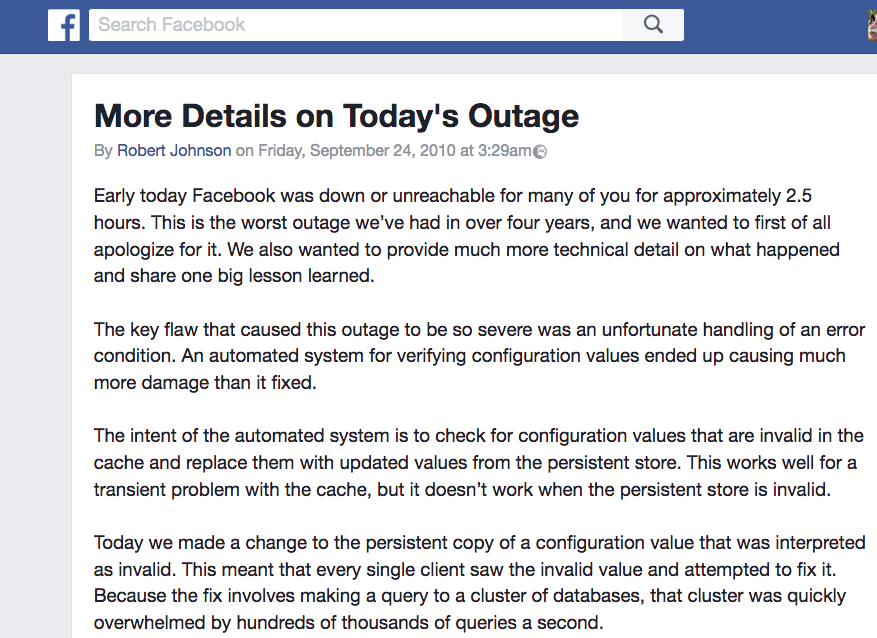 f
Search Facebook
More Details on Today's Outage
By Robert Johnson on Friday, September 24, 2010 at 3:29am
Early today Facebook was down or unreachable for many of you for approximately 2.5
hours. This is the worst outage we’ve had in over four years, and we wanted to first of all
apologize for it. We also wanted to provide much more technical detail on what happened
and share one big lesson learned.
The key flaw that caused this outage to be so severe was an unfortunate handling of an error
condition. An automated system for verifying configuration values ended up causing much
more damage than it fixed.
The intent of the automated system is to check for configuration values that are invalid in the
cache and replace them with updated values from the persistent store. This works well for a
transient problem with the cache, but it doesn’t work when the persistent store is invalid.
Today we made a change to the persistent copy of a configuration value that was interpreted
as invalid. This meant that every single client saw the invalid value and attempted to fix it.
Because the fix involves making a query to a cluster of databases, that cluster was quickly
overwhelmed by hundreds of thousands of queries a second.